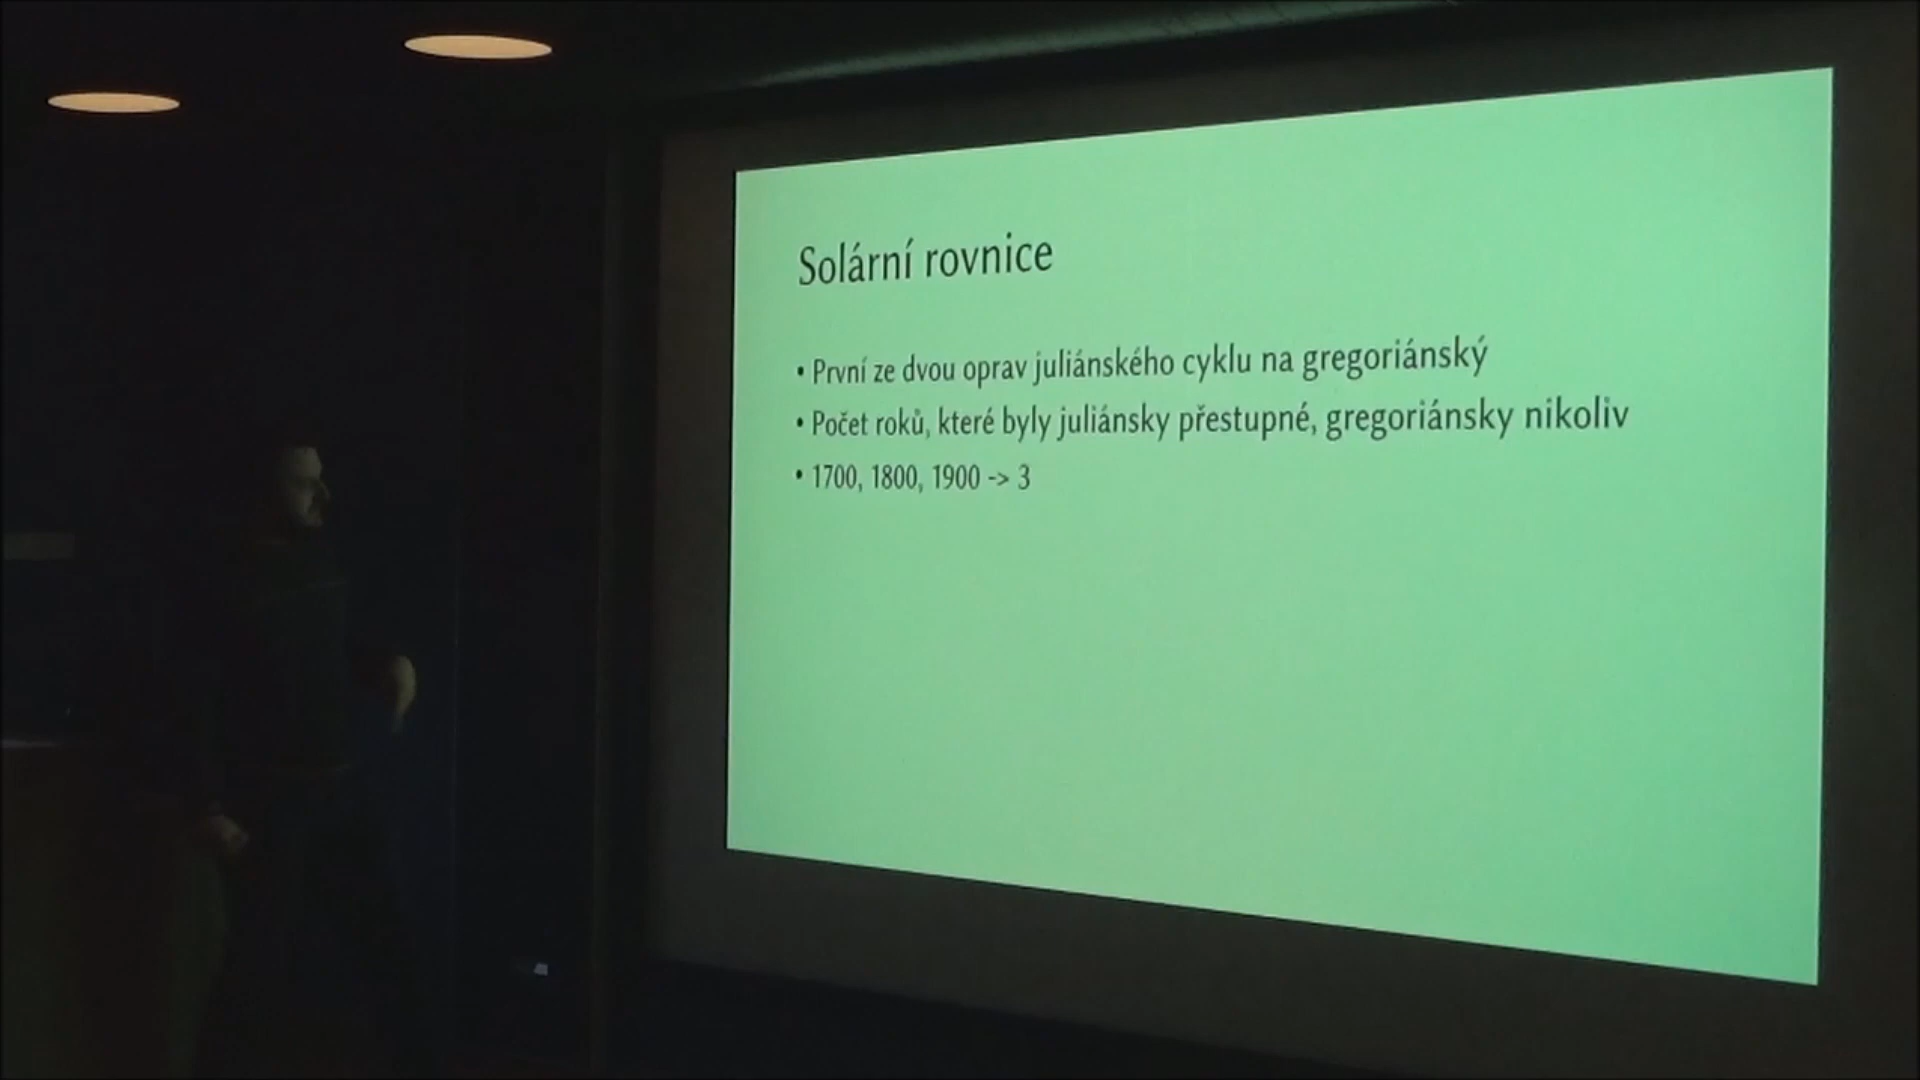 Solární rovnice
• První ze dvou oprav juliánského cyklu na gregoriánský
• Počet roků, které byly juliánsky přestupné, gregoriánsky nikoliv
• 1700, 1800, 1900 -> 3